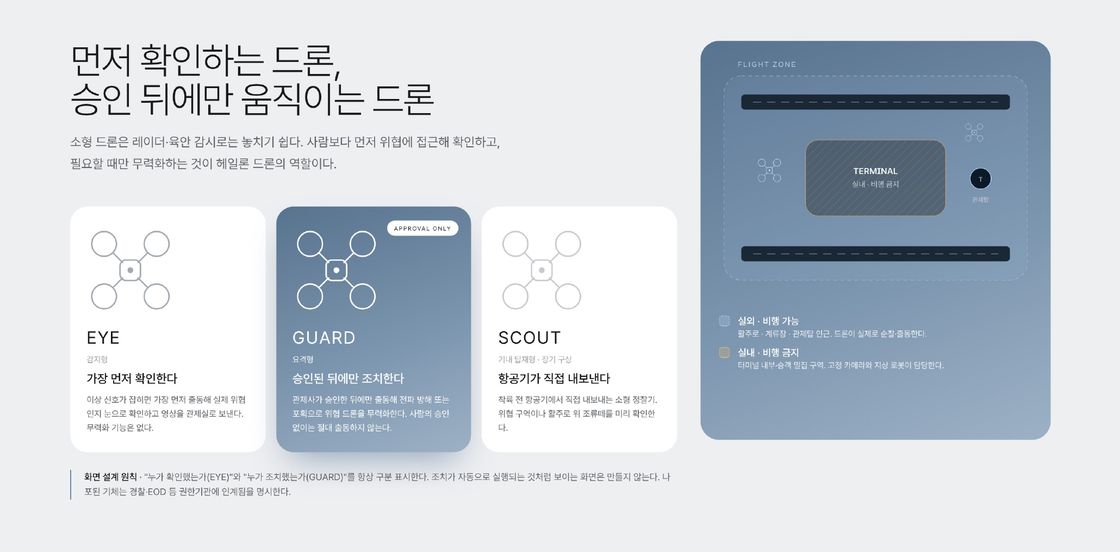 먼저 확인하는 드론,
승인 뒤에만 움직이는 드론
소형 드론은 레이더·육안 감시로는 놓치기 쉽다. 사람보다 먼저 위협에 접근해 확인하고,
필요할 때만 무력화하는 것이 헤일론 드론의 역할이다.
EYE
감지형
가장 먼저 확인한다
이상 신호가 잡히면 가장 먼저 출동해 실제 위협
인지 눈으로 확인하고 영상을 관제실로 보낸다.
무력화 기능은 없다.
APPROVAL ONLY
GUARD
요격형
승인된 뒤에만 조치한다
관제사가 승인한 뒤에만 출동해 전파 방해 또는
포획으로 위협 드론을 무력화한다. 사람의 승인
없이는 절대 출동하지 않는다.
SCOUT
기내 탑재형 · 장기 구상
항공기가 직접 내보낸다
착륙 전 항공기에서 직접 내보내는 소형 정찰기.
위협 구역이나 활주로 위 조류떼를 미리 확인한
다.
화면 설계 원칙 · "누가 확인했는가(EYE)"와 "누가 조치했는가(GUARD)"를 항상 구분 표시한다. 조치가 자동으로 실행되는 것처럼 보이는 화면은 만들지 않는다. 나
포된 기체는 경찰·EOD 등 권한기관에 인계됨을 명시한다.
FLIGHT ZONE
TERMINAL
실내 · 비행 금지
T
관제탑
실외 · 비행 가능
활주로 · 계류장 · 관제탑 인근. 드론이 실제로 순찰·출동한다.
실내 · 비행 금지
터미널 내부·승객 밀집 구역. 고정 카메라와 지상 로봇이 담당한다.